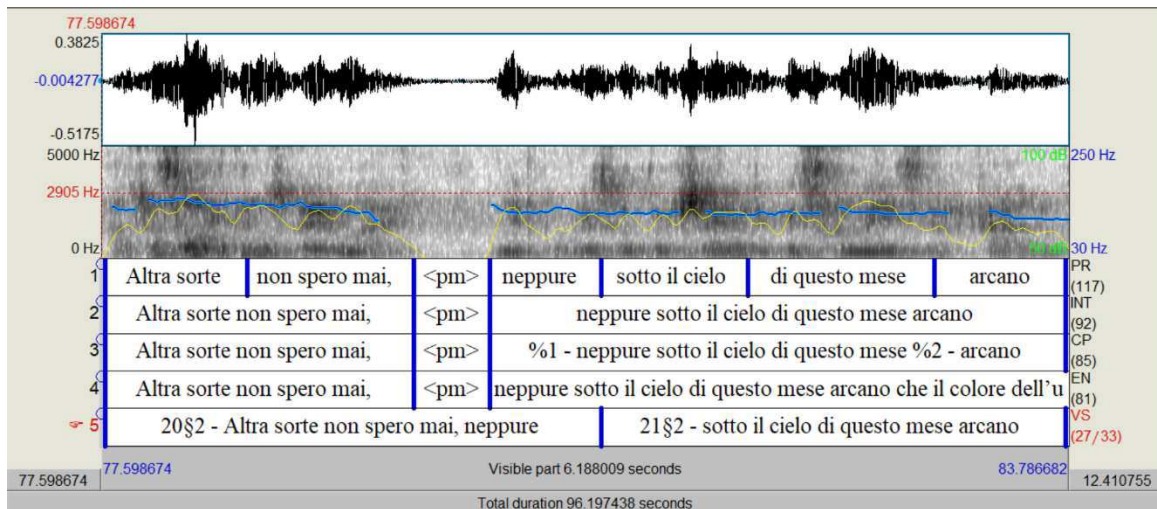 77.598674
0.3825
-0.004277
-0.5175
5000 Hz 100 dB 250 Hz
2905 Hz
0 Hz 30 Hz
1 Altra sorte non spero mai, <pm> neppure sotto il cielo di questo mese arcano PR (117)
2 Altra sorte non spero mai, <pm> neppure sotto il cielo di questo mese arcano INT (92)
3 Altra sorte non spero mai, <pm> %1 - neppure sotto il cielo di questo mese %2 - arcano CP (85)
4 Altra sorte non spero mai, <pm> neppure sotto il cielo di questo mese arcano che il colore dell’u EN (81)
5 20§2 - Altra sorte non spero mai, neppure 21§2 - sotto il cielo di questo mese arcano VS (27/33)
77.598674 Visible part 6.188009 seconds 83.786682
77.598674 12.410755
Total duration 96.197438 seconds